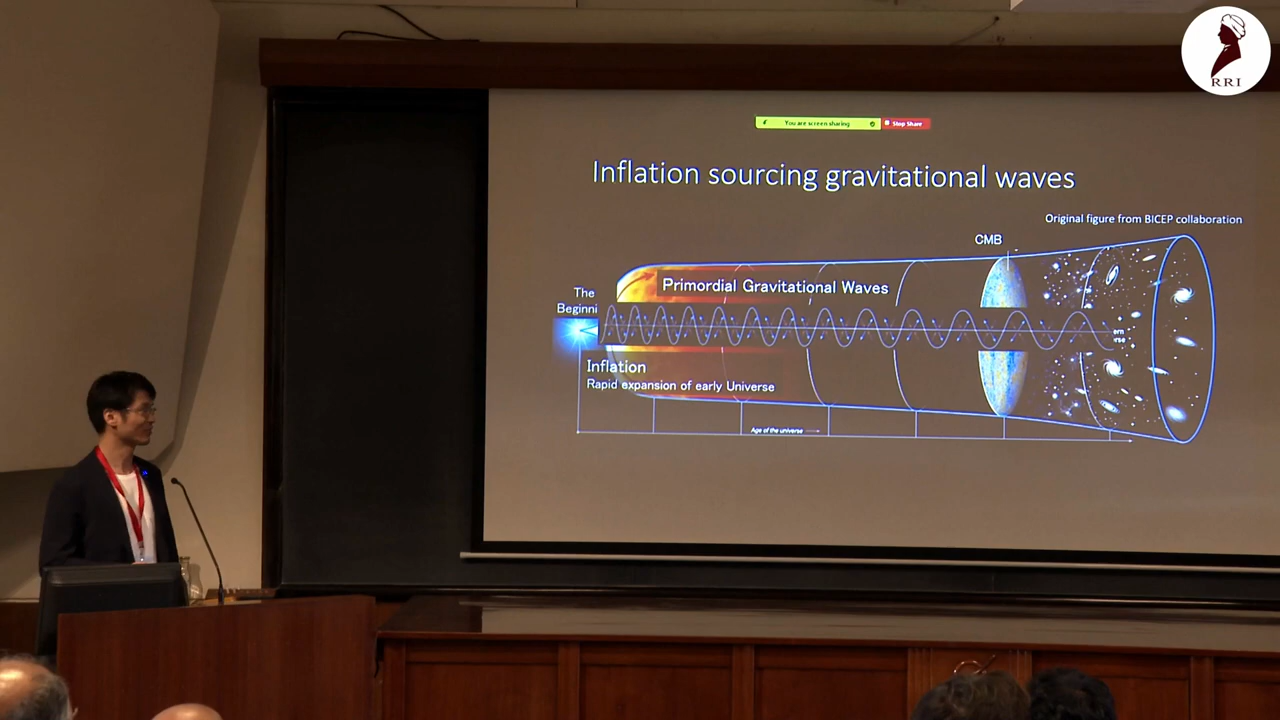 RRI
You are screen sharing
Stop Share
Inflation sourcing gravitational waves
Original figure from BICEP collaboration
CMB
Primordial Gravitational Waves
The
Beginni
Inflation
Rapid expansion of early Universe
Age of the universe